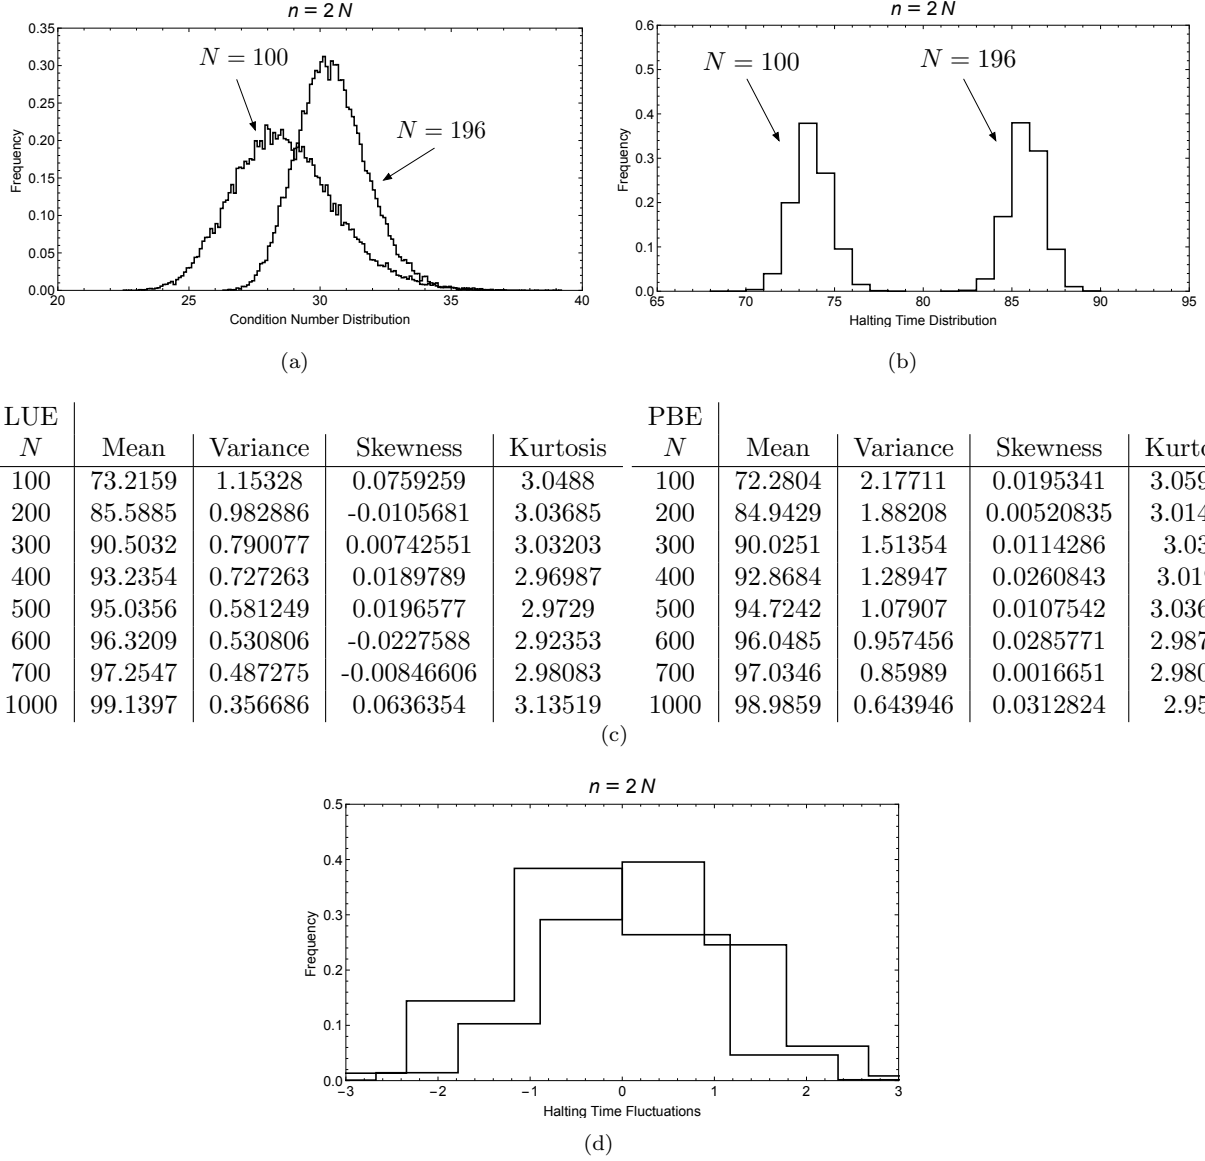 n = 2 N
N = 100
N = 196
Frequency
0.35
0.30
0.25
0.20
0.15
0.10
0.05
0.00
20 25 30 35 40
Condition Number Distribution
(a)
n = 2 N
N = 100
N = 196
Frequency
0.6
0.5
0.4
0.3
0.2
0.1
0.0
65 70 75 80 85 90 95
Halting Time Distribution
(b)
LUE
N Mean Variance Skewness Kurtosis
100 73.2159 1.15328 0.0759259 3.0488
200 85.5885 0.982886 -0.0105681 3.03685
300 90.5032 0.790077 0.00742551 3.03203
400 93.2354 0.727263 0.0189789 2.96987
500 95.0356 0.581249 0.0196577 2.9729
600 96.3209 0.530806 -0.0227588 2.92353
700 97.2547 0.487275 -0.00846606 2.98083
1000 99.1397 0.356686 0.0636354 3.13519
PBE
N Mean Variance Skewness
100 72.2804 2.17711 0.0195341
200 84.9429 1.88208 0.00520835
300 90.0251 1.51354 0.0114286
400 92.8684 1.28947 0.0260843
500 94.7242 1.07907 0.0107542
600 96.0485 0.957456 0.0285771
700 97.0346 0.85989 0.0016651
1000 98.9859 0.643946 0.0312824
(c)
n = 2 N
Frequency
0.5
0.4
0.3
0.2
0.1
0.0
−3 −2 −1 0 1 2 3
Halting Time Fluctuations
(d)